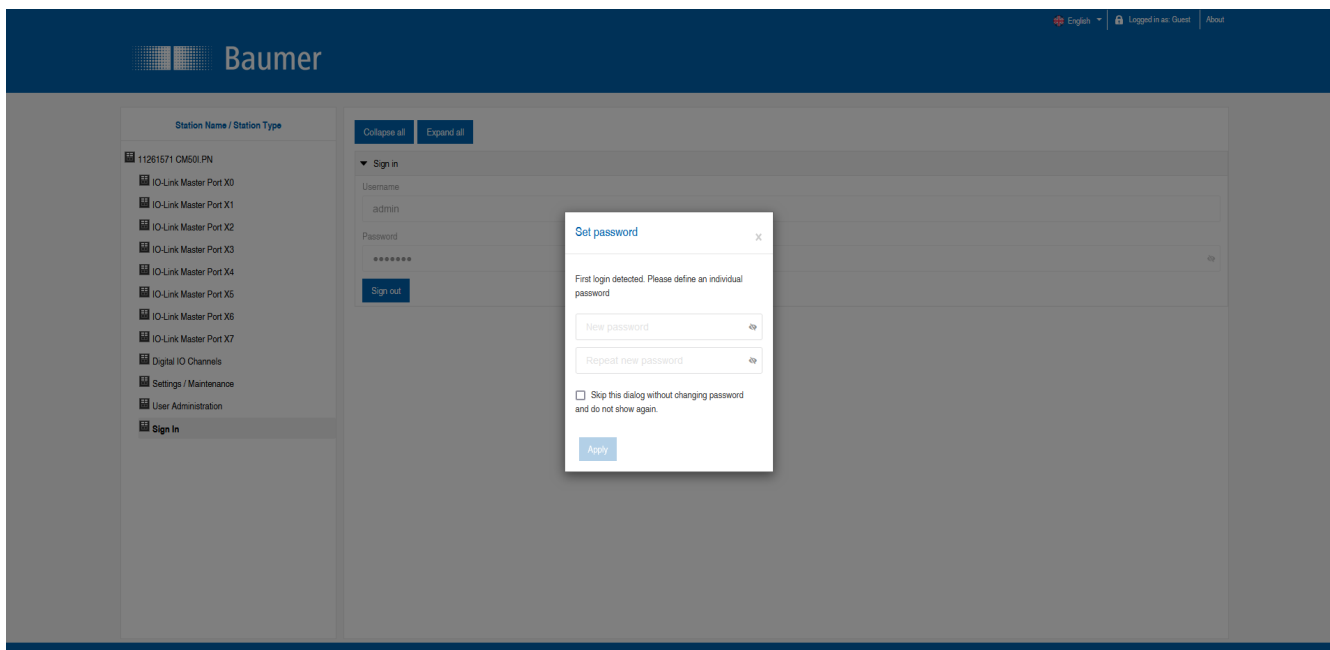 English
Logged in as: Guest
About
Baumer
Station Name / Station Type
11261571 CM50I.PN
IO-Link Master Port X0
IO-Link Master Port X1
IO-Link Master Port X2
IO-Link Master Port X3
IO-Link Master Port X4
IO-Link Master Port X5
IO-Link Master Port X6
IO-Link Master Port X7
Digital IO Channels
Settings / Maintenance
User Administration
Sign In
Collapse all
Expand all
Sign in
Username
admin
Password
Sign out
Set password
x
First login detected. Please define an individual
password
New password
Repeat new password
Skip this dialog without changing password
and do not show again.
Apply